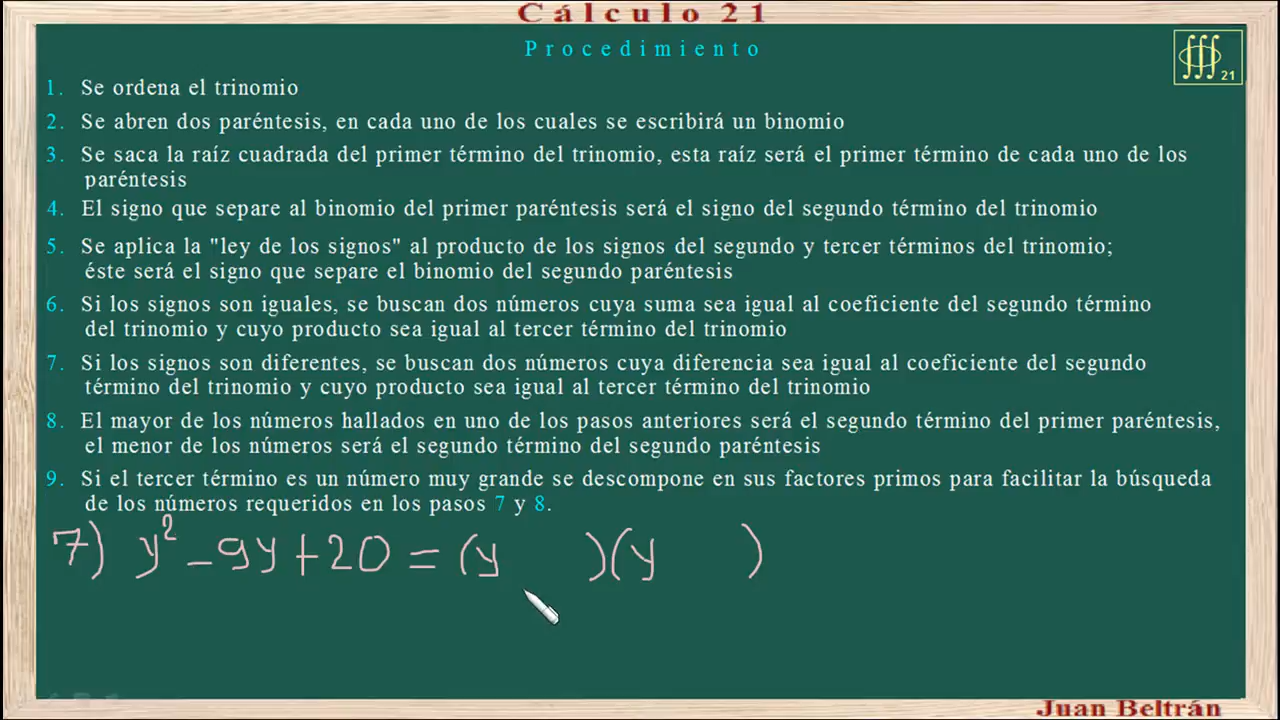 Cálculo 21
Procedimiento
21
1. Se ordena el trinomio
2. Se abren dos paréntesis, en cada uno de los cuales se escribirá un binomio
3. Se saca la raíz cuadrada del primer término del trinomio, esta raíz será el primer término de cada uno de los
paréntesis
4. El signo que separe al binomio del primer paréntesis será el signo del segundo término del trinomio
5. Se aplica la "ley de los signos" al producto de los signos del segundo y tercer términos del trinomio;
éste será el signo que separe el binomio del segundo paréntesis
6. Si los signos son iguales, se buscan dos números cuya suma sea igual al coeficiente del segundo término
del trinomio y cuyo producto sea igual al tercer término del trinomio
7. Si los signos son diferentes, se buscan dos números cuya diferencia sea igual al coeficiente del segundo
término del trinomio y cuyo producto sea igual al tercer término del trinomio
8. El mayor de los números hallados en uno de los pasos anteriores será el segundo término del primer paréntesis,
el menor de los números será el segundo término del segundo paréntesis
9. Si el tercer término es un número muy grande se descompone en sus factores primos para facilitar la búsqueda
de los números requeridos en los pasos 7 y 8.
7) y² - 9y + 20 = (y )(y )
Juan Beltrán